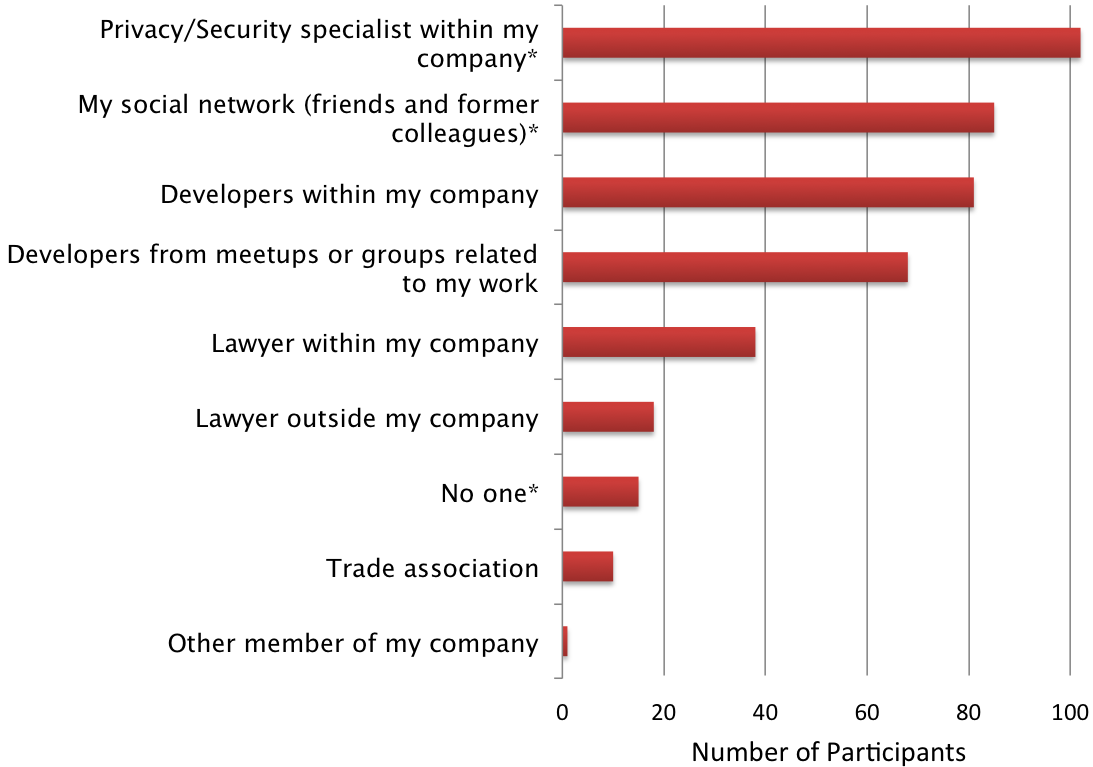 Privacy/Security specialist within my
company*
My social network (friends and former
colleagues)*
Developers within my company
Developers from meetups or groups related
to my work
Lawyer within my company
Lawyer outside my company
No one*
Trade association
Other member of my company
0 20 40 60 80 100
Number of Participants